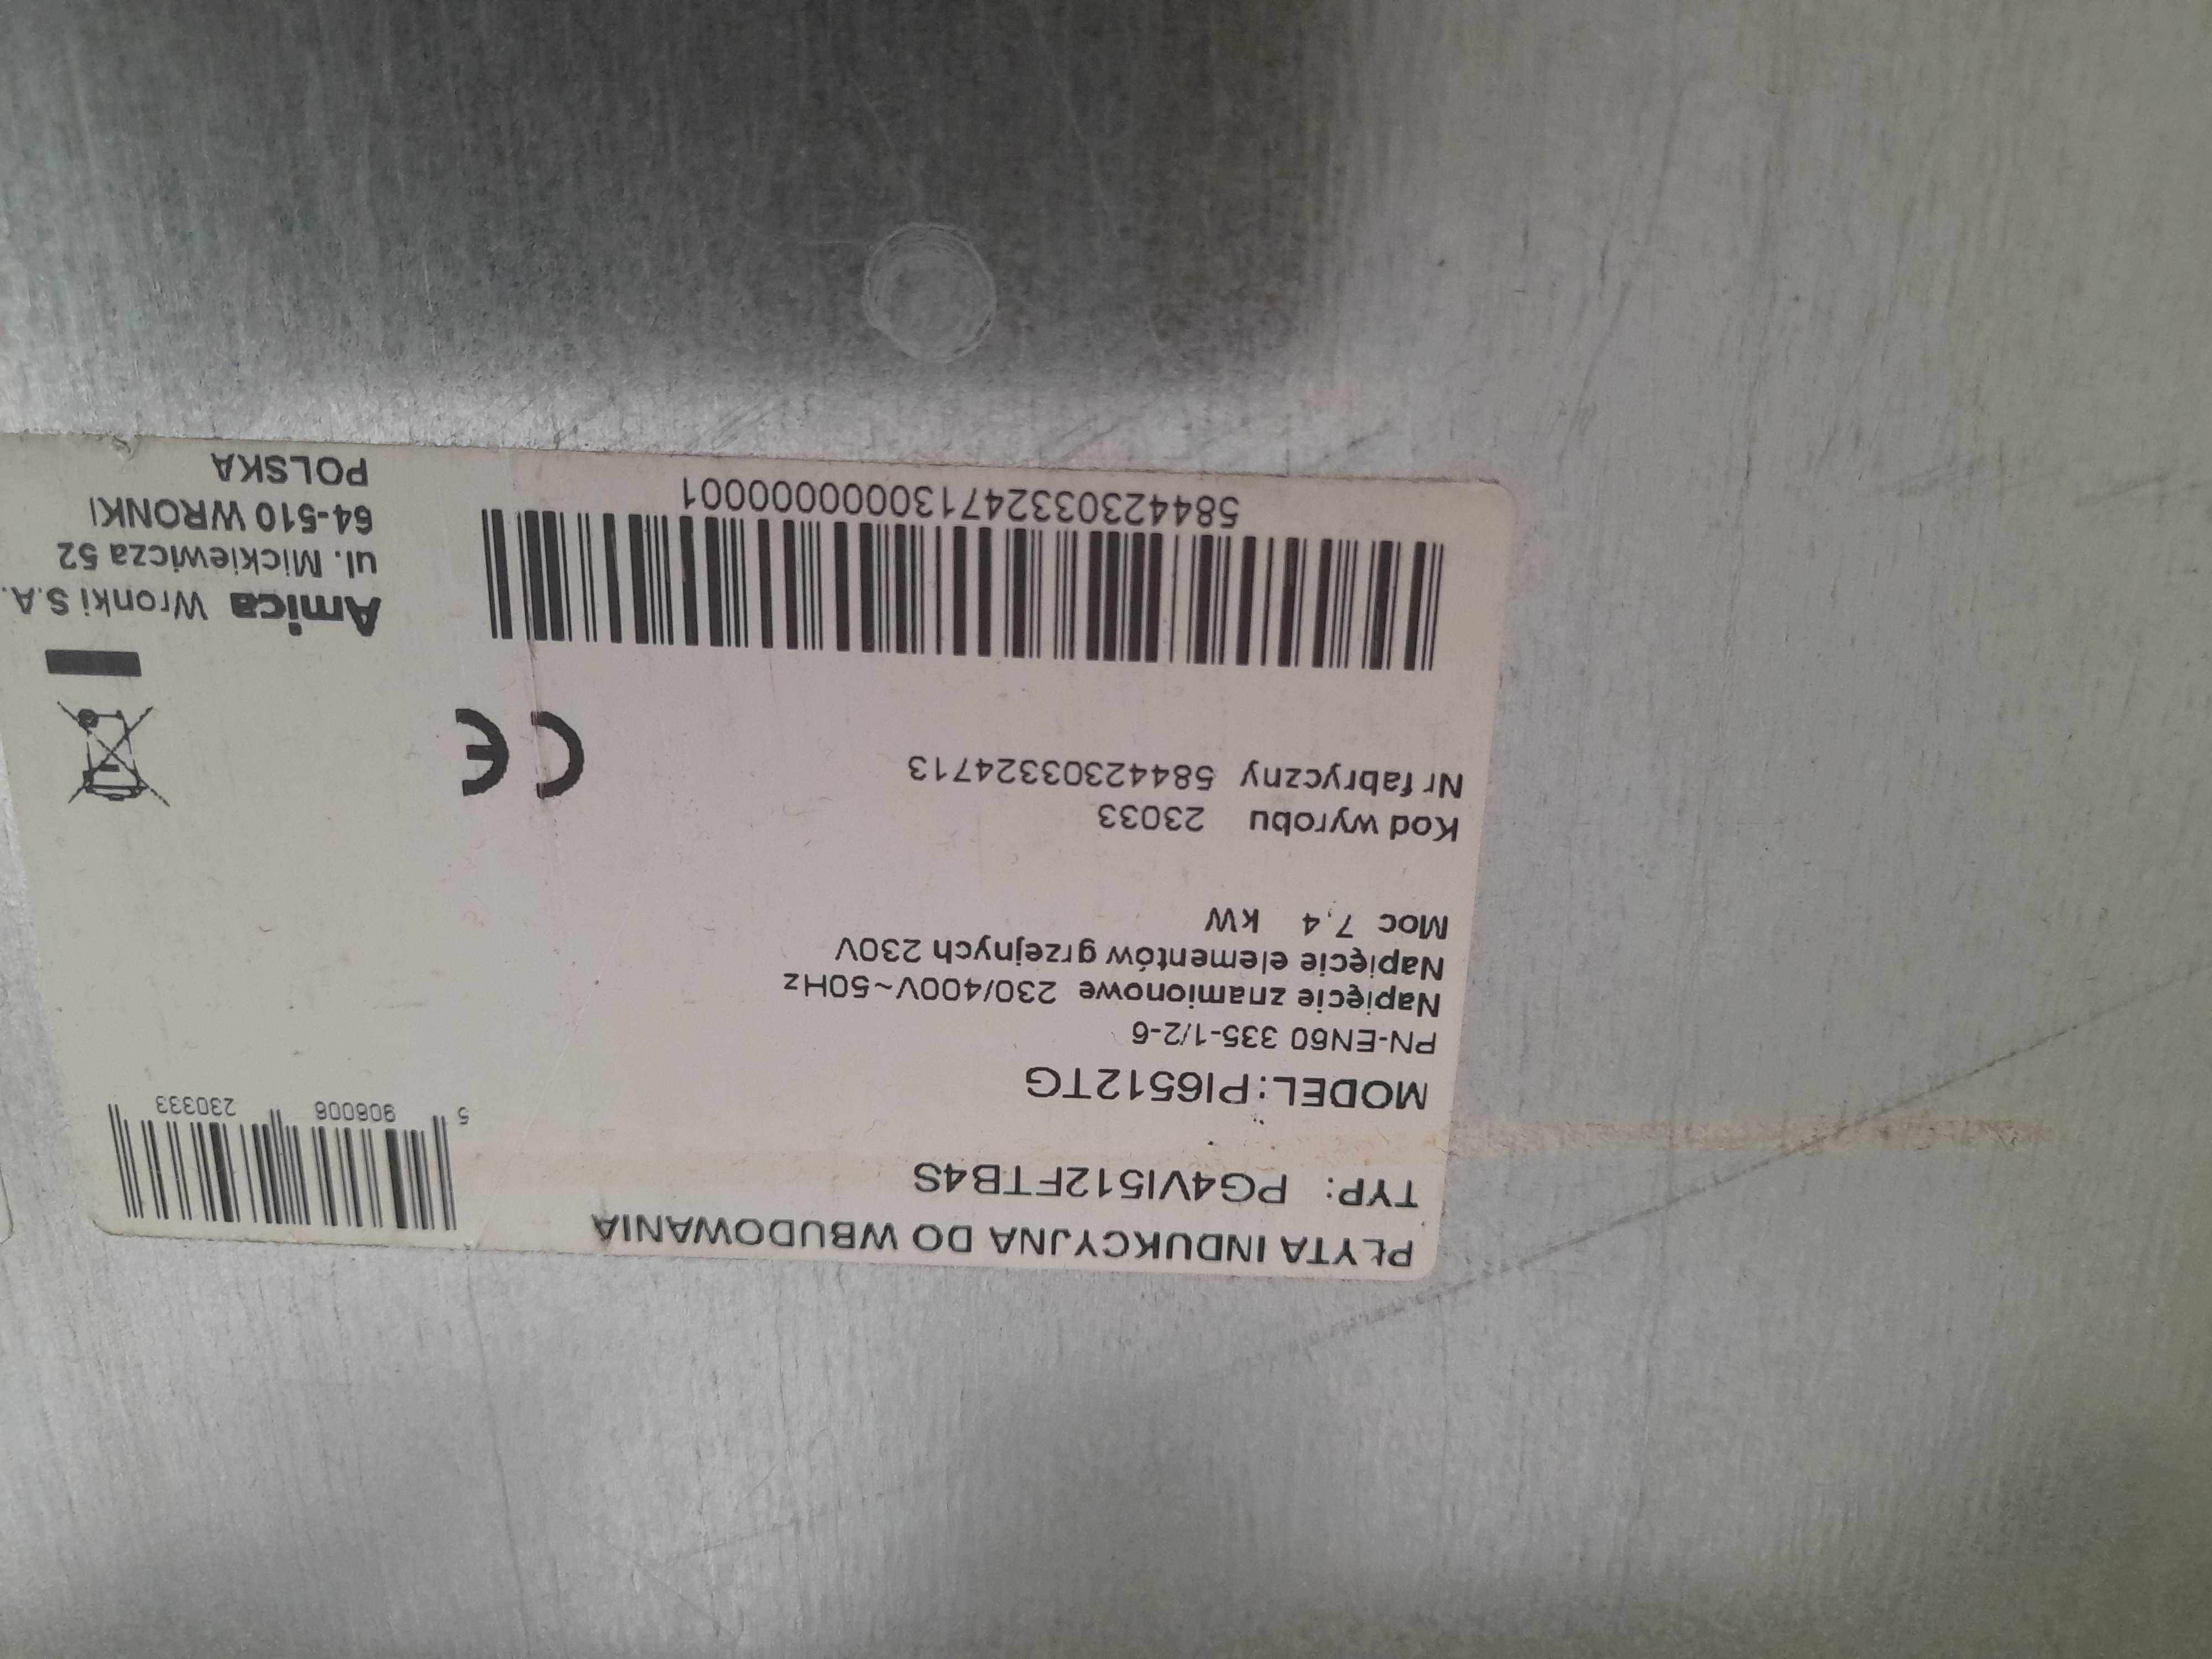 PŁYTA INDUKCYJNA DO WBUDOWANIA
TYP: PG4VI512FTB4S
MODEL:PI6512TG
PN-EN60 335-1/2-6
Napięcie znamionowe 230/400V~50Hz
Napięcie elementów grzejnych 230V
Moc 7.4 kW
Kod wyrobu 23033
Nr fabryczny 58442303324713
58442303324713000000001
5 906006 230333
CE
Amica Wronki S.A.
ul. Mickiewicza 52
64-510 WRONKI
POLSKA